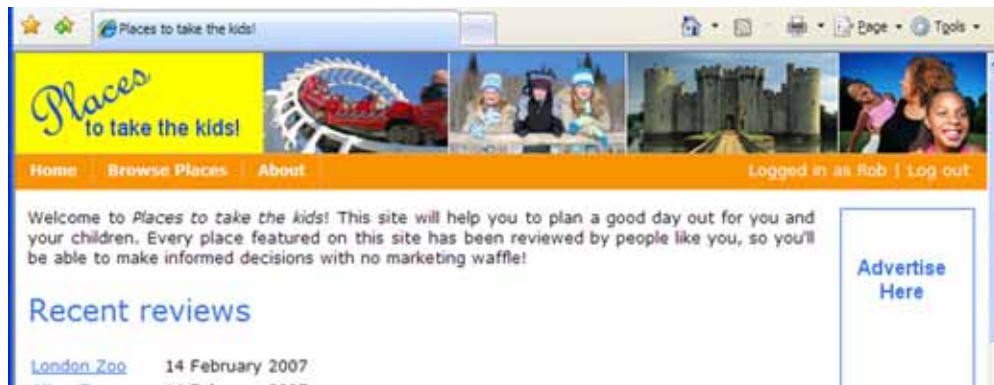 Places to take the kids!
Page
Tools
Places
to take the kids!
Home Browse Places About
Logged in as Rob | Log out
Welcome to Places to take the kids! This site will help you to plan a good day out for you and
your children. Every place featured on this site has been reviewed by people like you, so you'll
be able to make informed decisions with no marketing waffle!
Advertise
Here
Recent reviews
London Zoo 14 February 2007